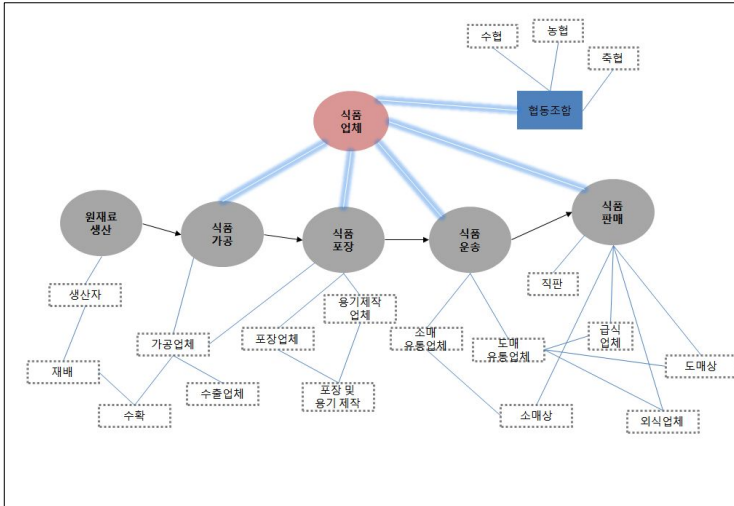 수협
농협
축협
협동조합
식품
업체
원재료
생산
식품
가공
식품
포장
식품
운송
식품
판매
생산자
재배
수확
가공업체
수출업체
포장업체
용기제작
업체
포장 및
용기 제작
소매
유통업체
도매
유통업체
직판
급식
업체
도매상
소매상
외식업체